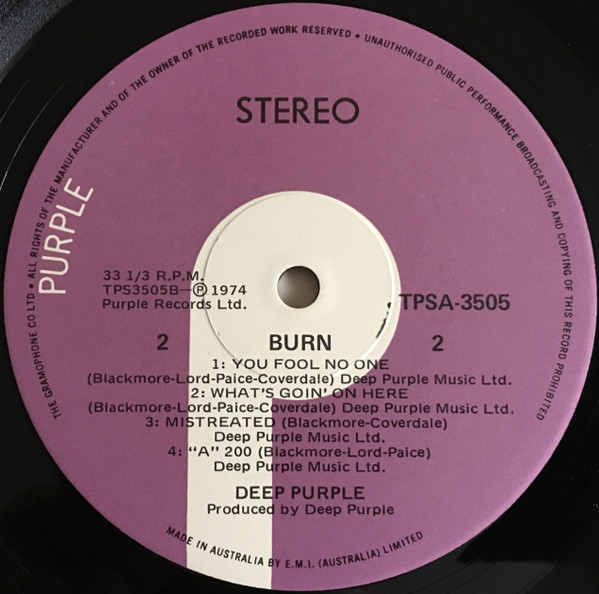 THE GRAMOPHONE CO LTD • ALL RIGHTS OF THE MANUFACTURER AND OF THE OWNER OF THE RECORDED WORK RESERVED • UNAUTHORISED PUBLIC PERFORMANCE BROADCASTING AND COPYING OF THIS RECORD PROHIBITED
STEREO
PURPLE
33 1/3 R.P.M.
TPS3505B—Ⓟ1974
Purple Records Ltd.
TPSA-3505
2 BURN 2
1: YOU FOOL NO ONE
(Blackmore-Lord-Paice-Coverdale) Deep Purple Music Ltd.
2: WHAT'S GOIN' ON HERE
(Blackmore-Lord-Paice-Coverdale) Deep Purple Music Ltd.
3: MISTREATED (Blackmore-Coverdale)
Deep Purple Music Ltd.
4: "A" 200 (Blackmore-Lord-Paice)
Deep Purple Music Ltd.
DEEP PURPLE
Produced by Deep Purple
MADE IN AUSTRALIA BY E.M.I. (AUSTRALIA) LIMITED